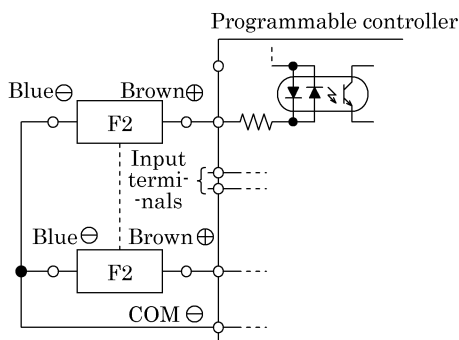 Programmable controller
Blue⊖ Brown⊕
F2
Input
termi-
-nals
Blue⊖ Brown⊕
F2
COM ⊖